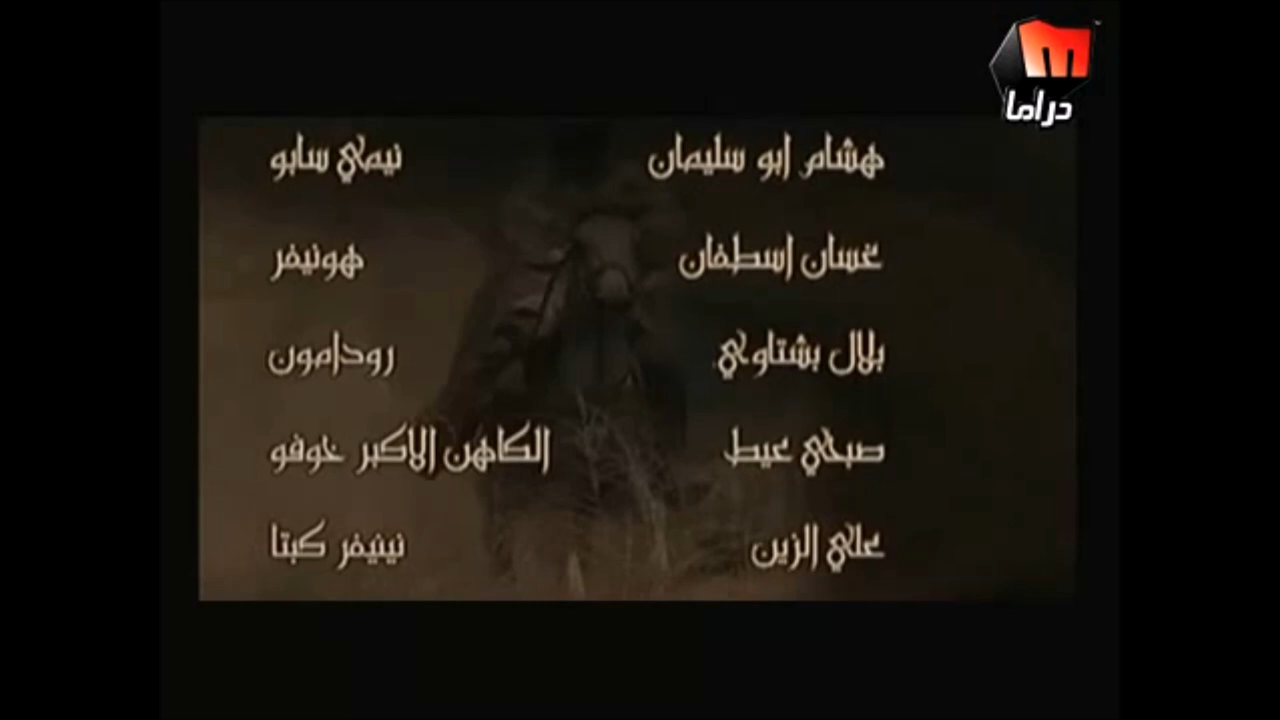 دراما
هشام ابو سليمان نيمي سابو
غسان اسطفان هونيفر
بلال بشتاوي رودامون
صبحي عيط الكاهن الاكبر خوفو
علي الزين نينيفر كبتا